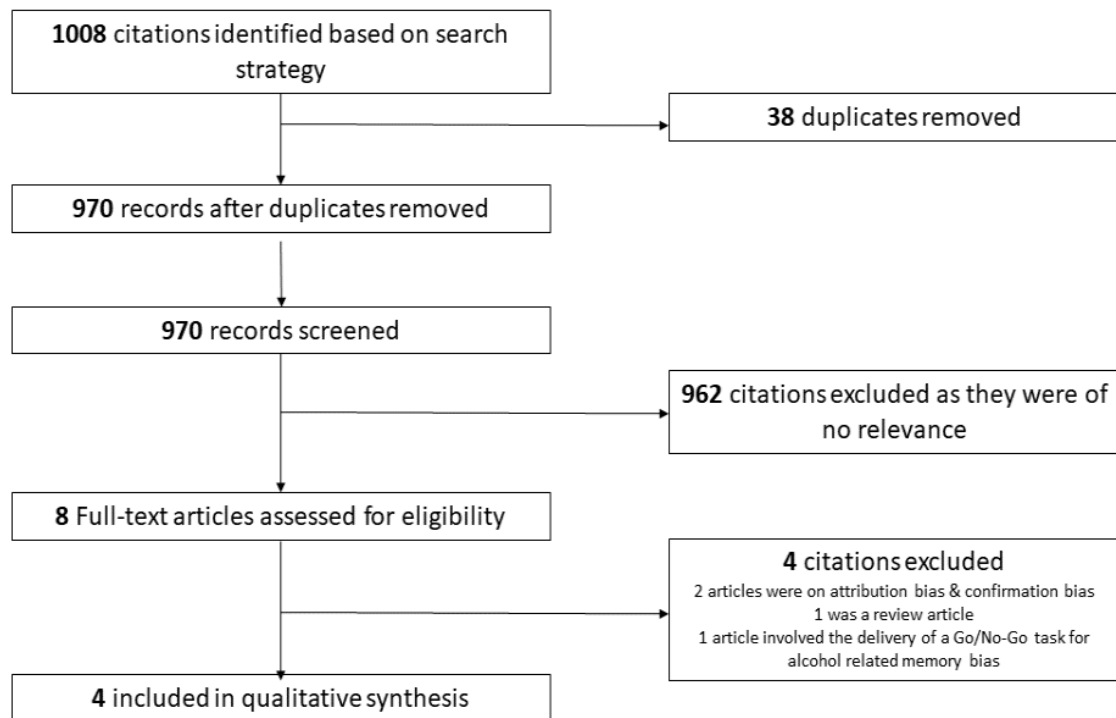 1008 citations identified based on search
strategy
38 duplicates removed
970 records after duplicates removed
970 records screened
962 citations excluded as they were of
no relevance
8 Full-text articles assessed for eligibility
4 citations excluded
2 articles were on attribution bias & confirmation bias
1 was a review article
1 article involved the delivery of a Go/No-Go task for
alcohol related memory bias
4 included in qualitative synthesis